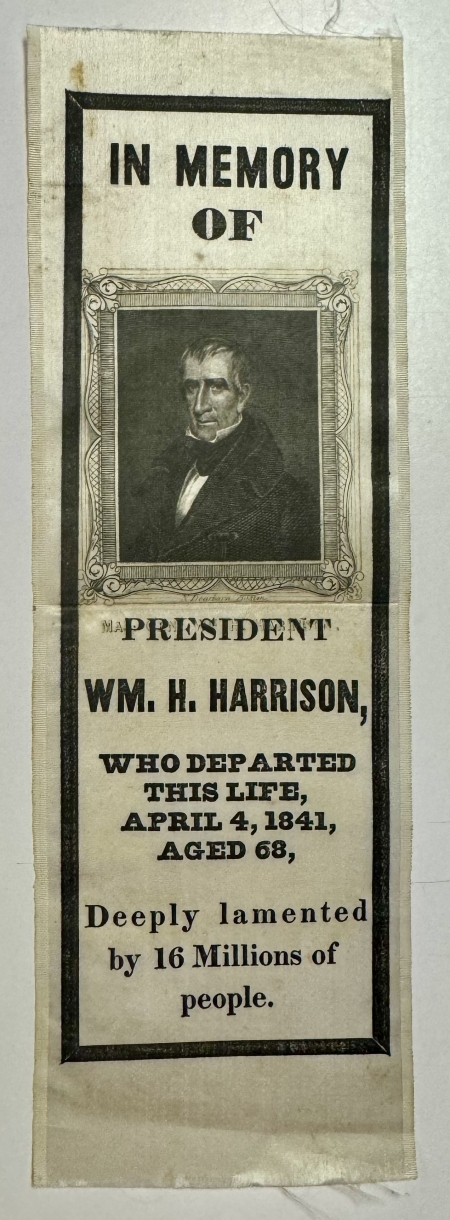 IN MEMORY
OF
PRESIDENT
WM. H. HARRISON,
WHO DEPARTED
THIS LIFE,
APRIL 4, 1841,
AGED 68,
Deeply lamented
by 16 Millions of
people.